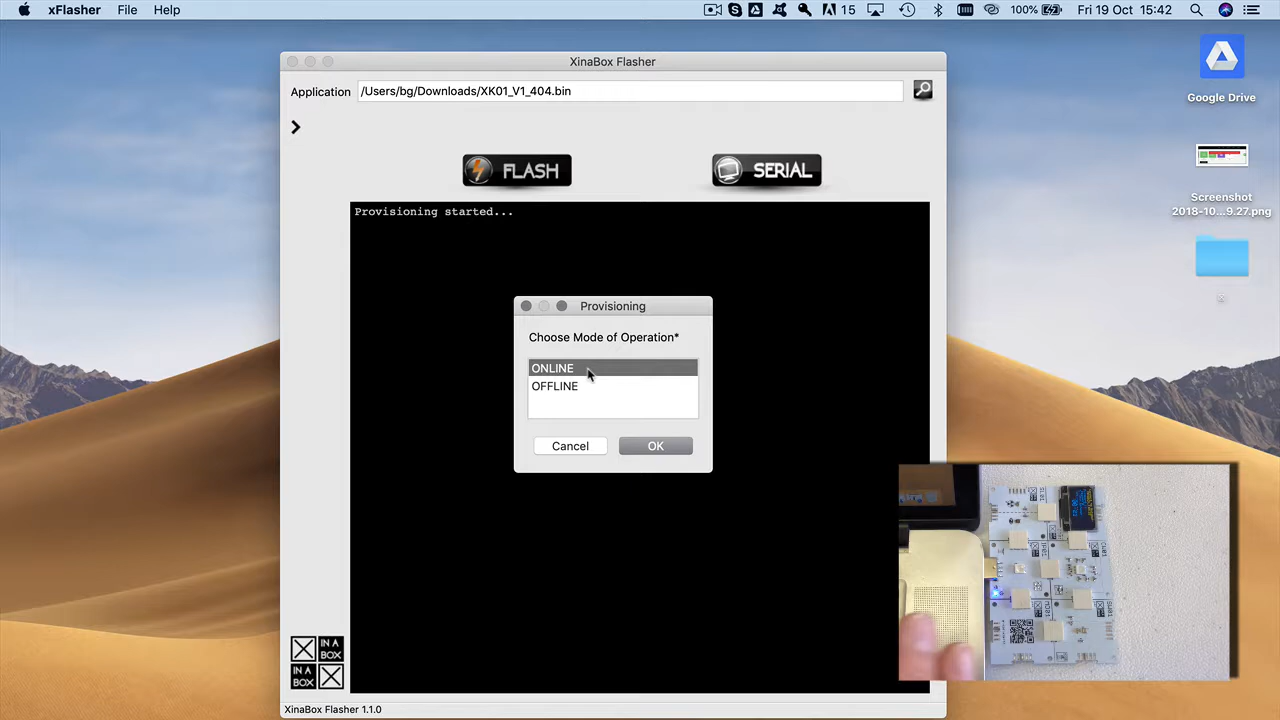 xFlasher File Help 15 100% Fri 19 Oct 15:42
XinaBox Flasher
Application /Users/bg/Downloads/XK01_V1_404.bin
FLASH SERIAL
Provisioning started...
Provisioning
Choose Mode of Operation*
ONLINE
OFFLINE
Cancel OK
IN A
BOX
IN A
BOX
XinaBox Flasher 1.1.0
Google Drive
Screenshot
2018-10...9.27.png